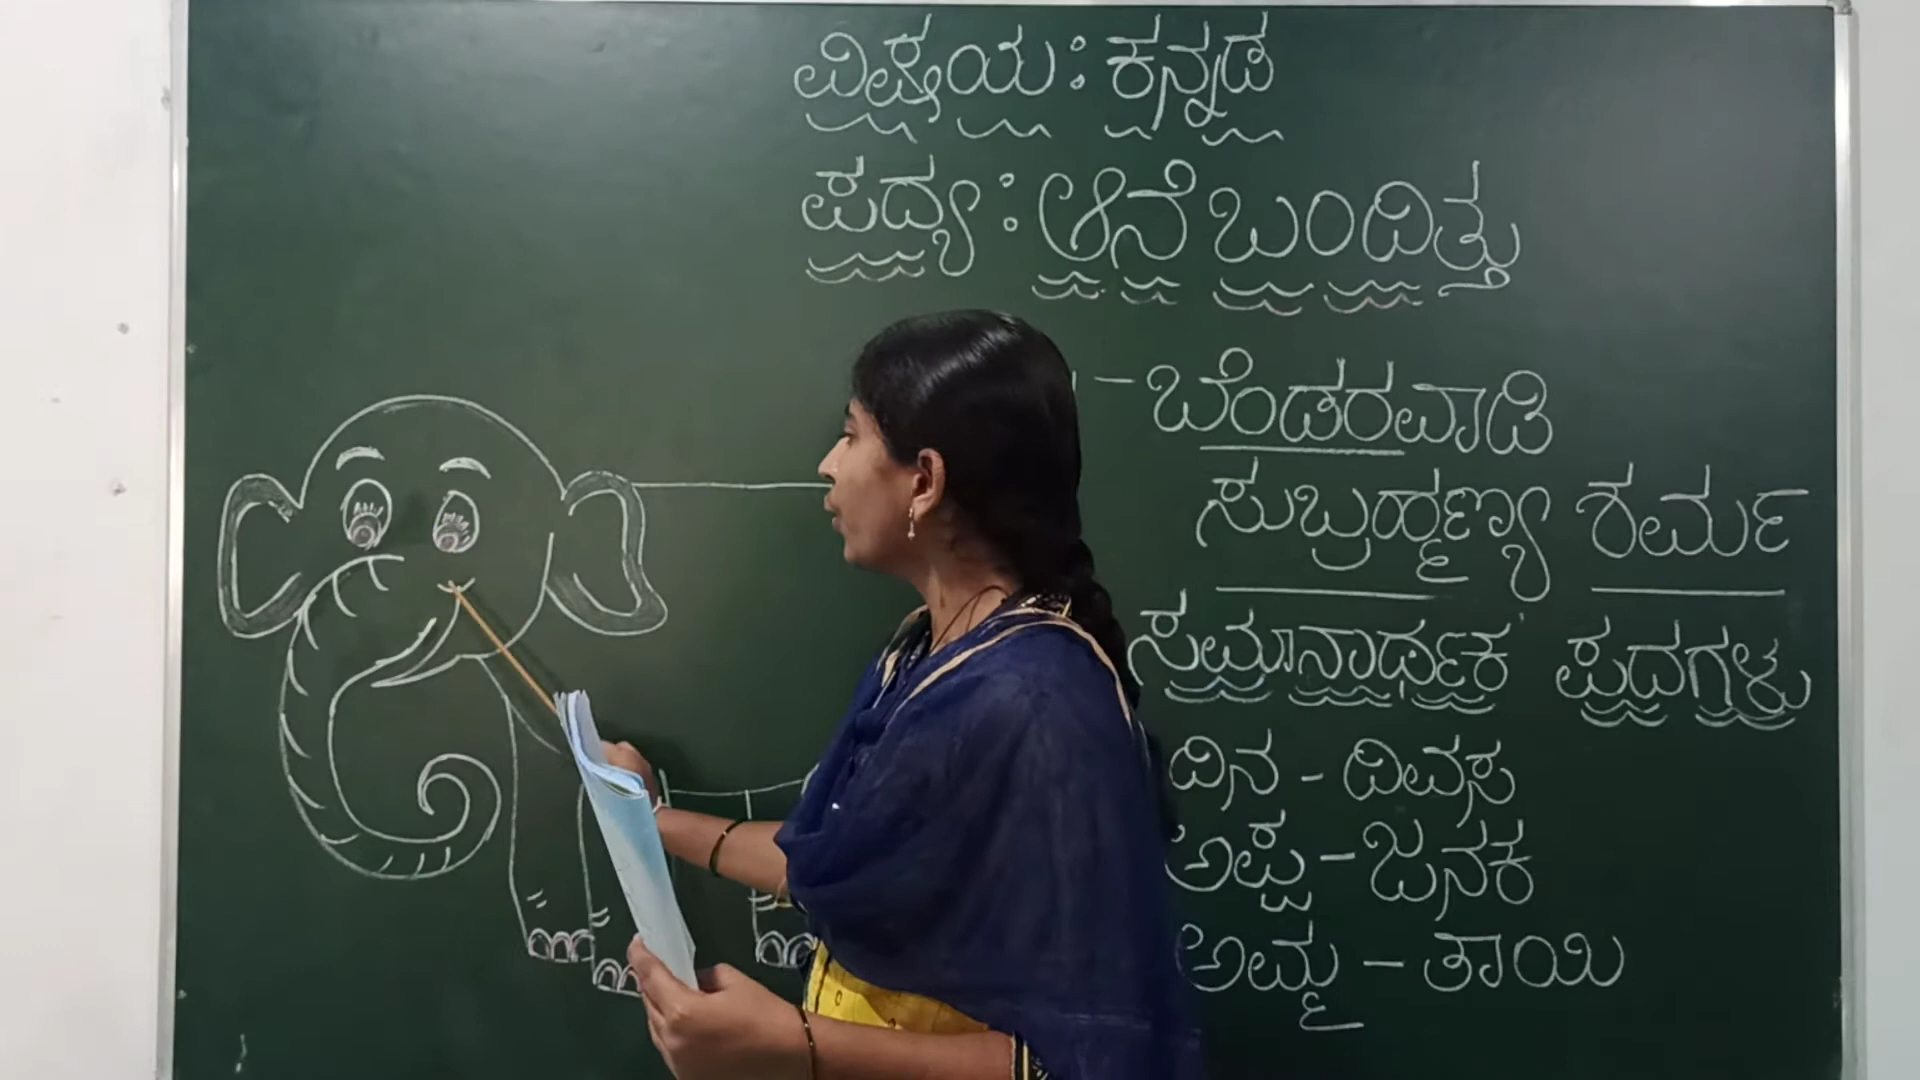 ವಿಷಯ : ಕನ್ನಡ
ಪದ್ಯ : ಆನೆ ಬಂದಿತ್ತು
- ಬೆಂಡರವಾಡಿ
ಸುಬ್ರಹ್ಮಣ್ಯ ಶರ್ಮ
ಸಮಾನಾರ್ಥಕ ಪದಗಳು
ದಿನ - ದಿವಸ
ಅಪ್ಪ - ಜನಕ
ಅಮ್ಮ - ತಾಯಿ